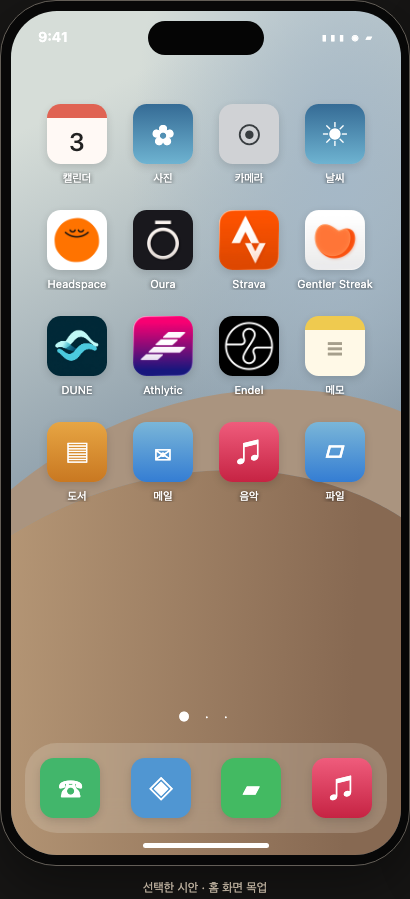 9:41
3
캘린더
사진
카메라
날씨
Headspace
Oura
Strava
Gentler Streak
DUNE
Athlytic
Endel
메모
도서
메일
음악
파일
선택한 시안 · 홈 화면 목업